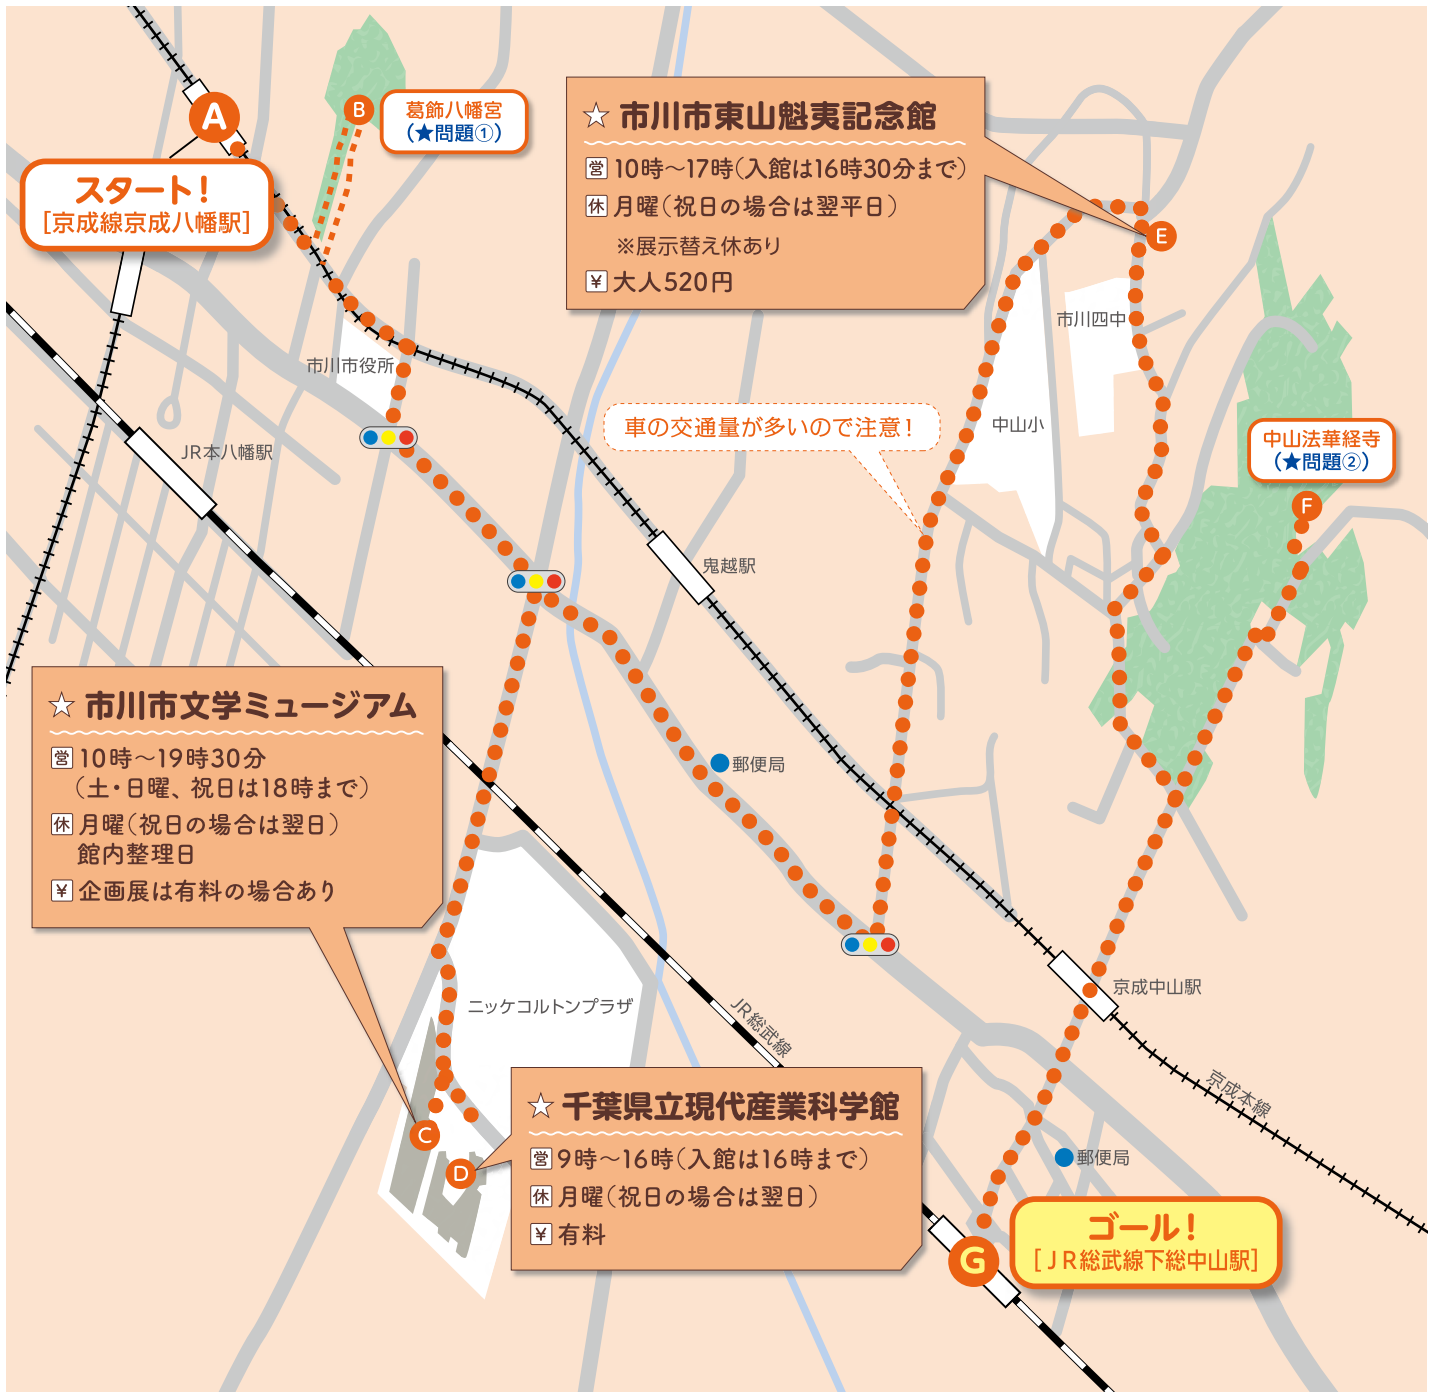 A
スタート！
［京成線京成八幡駅］
B
葛飾八幡宮
（★問題①）
☆ 市川市東山魁夷記念館
営 10時～17時（入館は16時30分まで）
休 月曜（祝日の場合は翌平日）
※展示替え休あり
¥ 大人520円
E
市川四中
市川市役所
JR本八幡駅
車の交通量が多いので注意！
中山小
中山法華経寺
（★問題②）
F
鬼越駅
☆ 市川市文学ミュージアム
営 10時～19時30分
（土・日曜、祝日は18時まで）
休 月曜（祝日の場合は翌日）
館内整理日
¥ 企画展は有料の場合あり
郵便局
ニッケコルトンプラザ
JR総武線
京成中山駅
京成本線
C
D
☆ 千葉県立現代産業科学館
営 9時～16時（入館は16時まで）
休 月曜（祝日の場合は翌日）
¥ 有料
郵便局
G
ゴール！
［JR総武線下総中山駅］